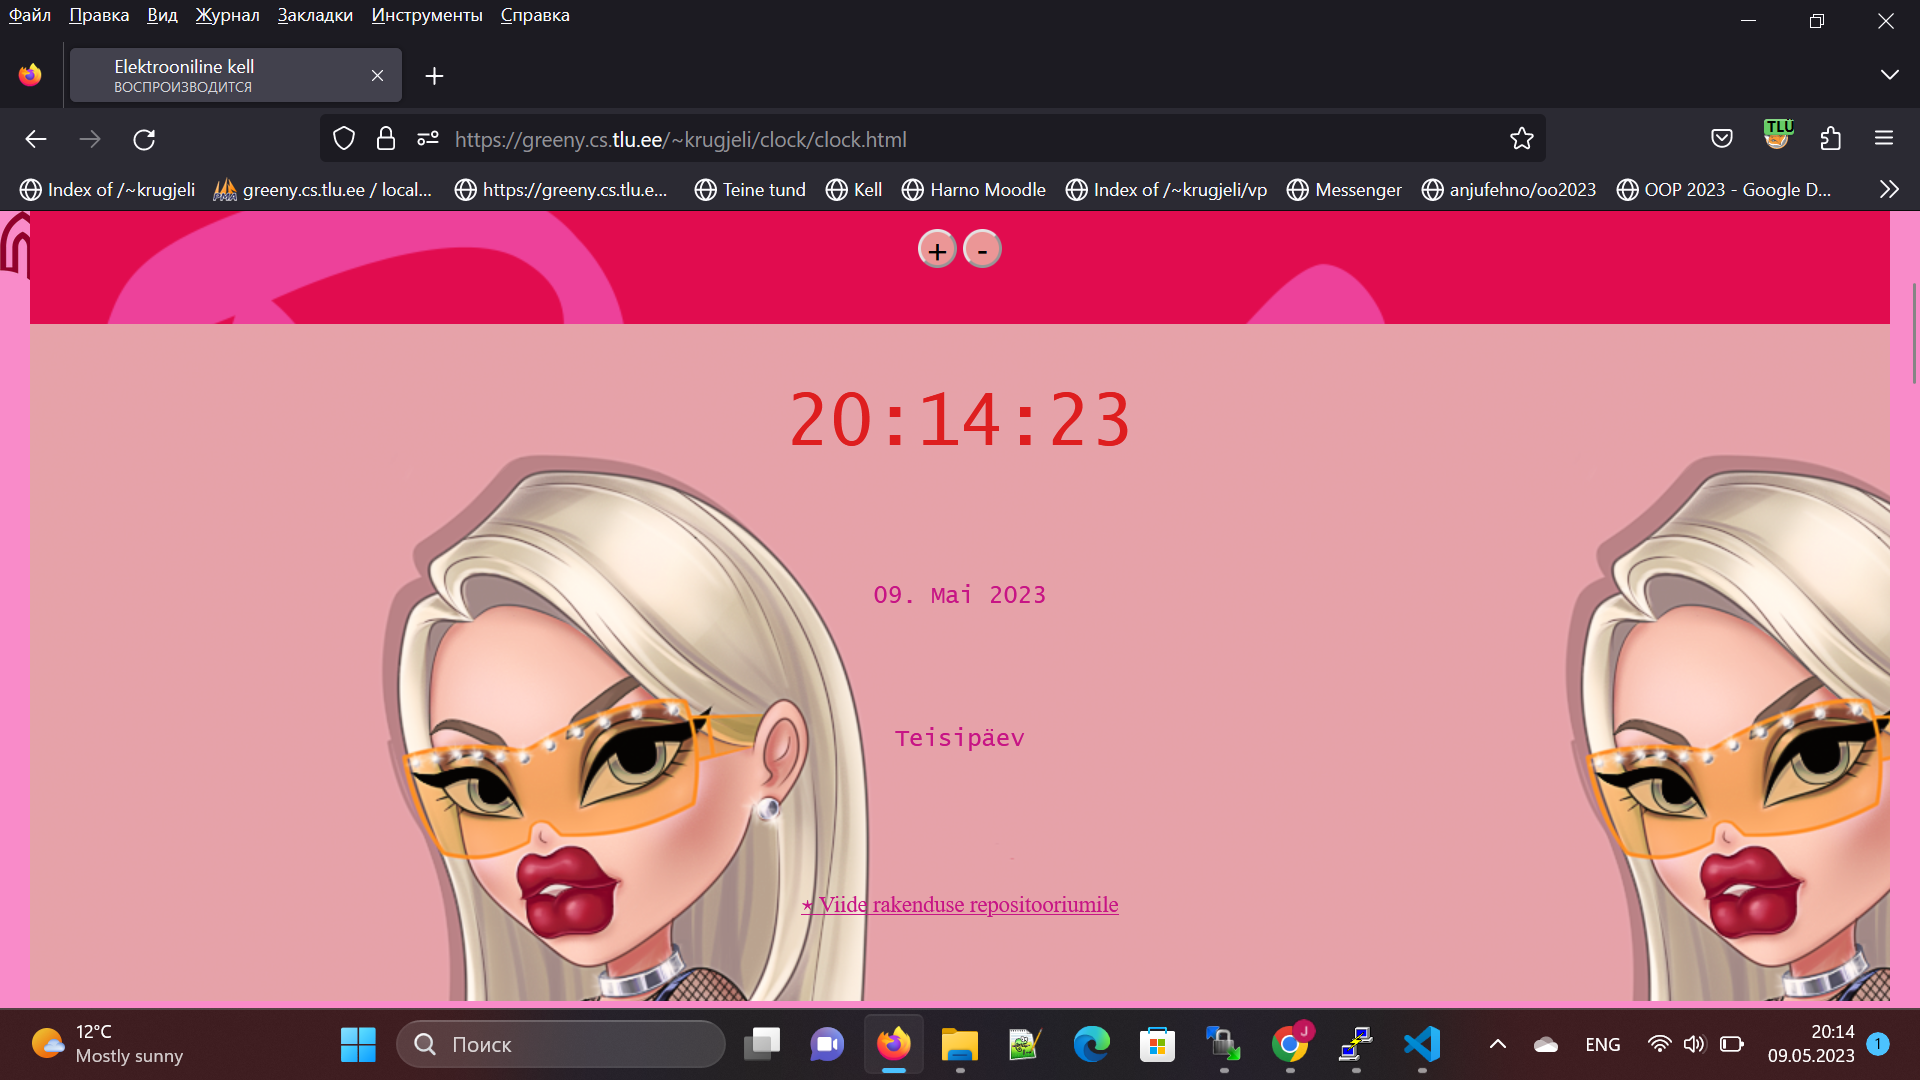 Файл Правка Вид Журнал Закладки Инструменты Справка
Elektrooniline kell
ВОСПРОИЗВОДИТСЯ
https://greeny.cs.tlu.ee/~krugjeli/clock/clock.html
TLU
Index of /~krugjeli greeny.cs.tlu.ee / local... https://greeny.cs.tlu.e... Teine tund Kell Harno Moodle Index of /~krugjeli/vp Messenger anjufehno/oo2023 OOP 2023 - Google D...
+ -
20:14:23
09. Mai 2023
Teisipäev
★ Viide rakenduse repositooriumile
12°C
Mostly sunny
Поиск
J
ENG
20:14
09.05.2023
1